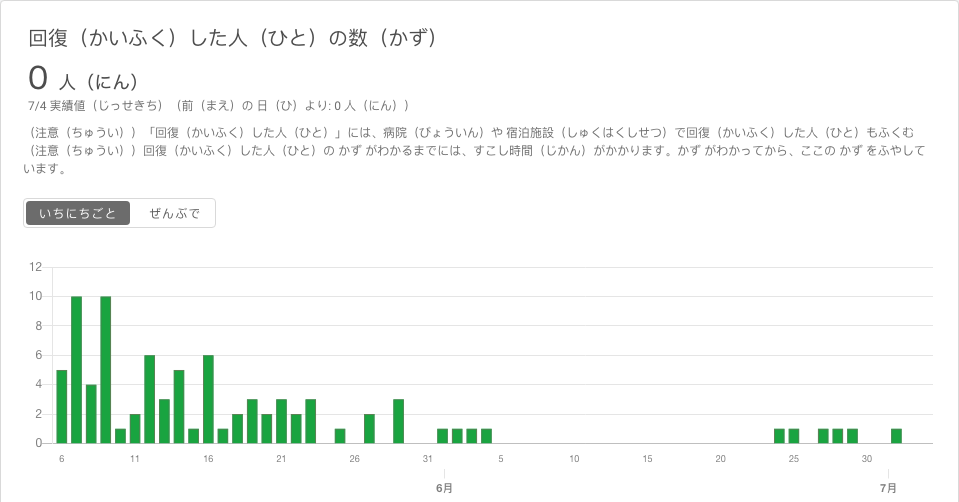 回復（かいふく）した人（ひと）の数（かず）
0 人（にん）
7/4 実績値（じっせきち）（前（まえ）の 日（ひ）より: 0 人（にん））
（注意（ちゅうい））「回復（かいふく）した人（ひと）」には、病院（びょういん）や 宿泊施設（しゅくはくしせつ）で回復（かいふく）した人（ひと）もふくむ
（注意（ちゅうい））回復（かいふく）した人（ひと）の かず がわかるまでには、すこし時間（じかん）がかかります。かず がわかってから、ここの かず をふやして
います。
いちにちごと ぜんぶで
12
10
8
6
4
2
0
6 11 16 21 26 31 5 10 15 20 25 30
6月 7月